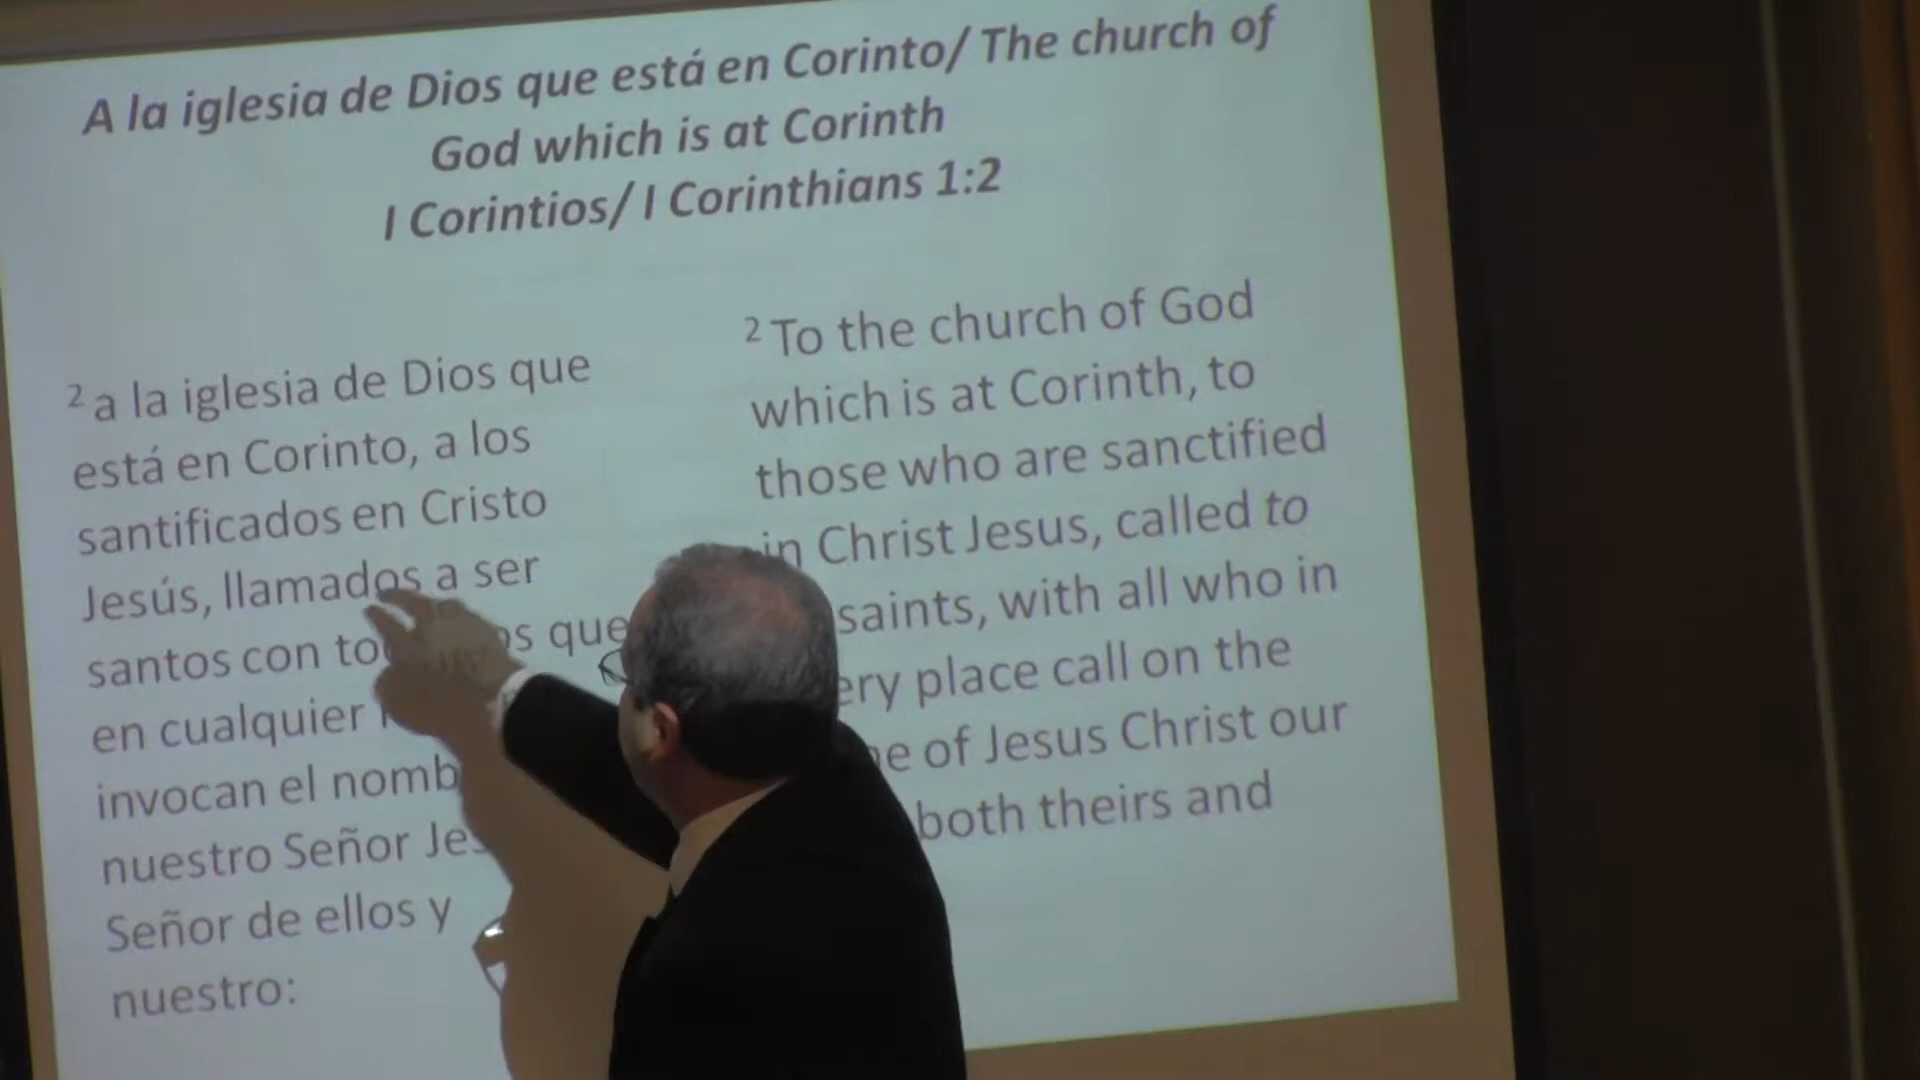 A la iglesia de Dios que está en Corinto/ The church of
God which is at Corinth
I Corintios/ I Corinthians 1:2
2 a la iglesia de Dios que
está en Corinto, a los
santificados en Cristo
Jesús, llamados a ser
santos con que
en cualquier
invocan el
nuestro Señor
Señor de ellos y
nuestro:
2 To the church of God
which is at Corinth, to
those who are sanctified
in Christ Jesus, called to
saints, with all who in
place call on the
of Jesus Christ our
both theirs and